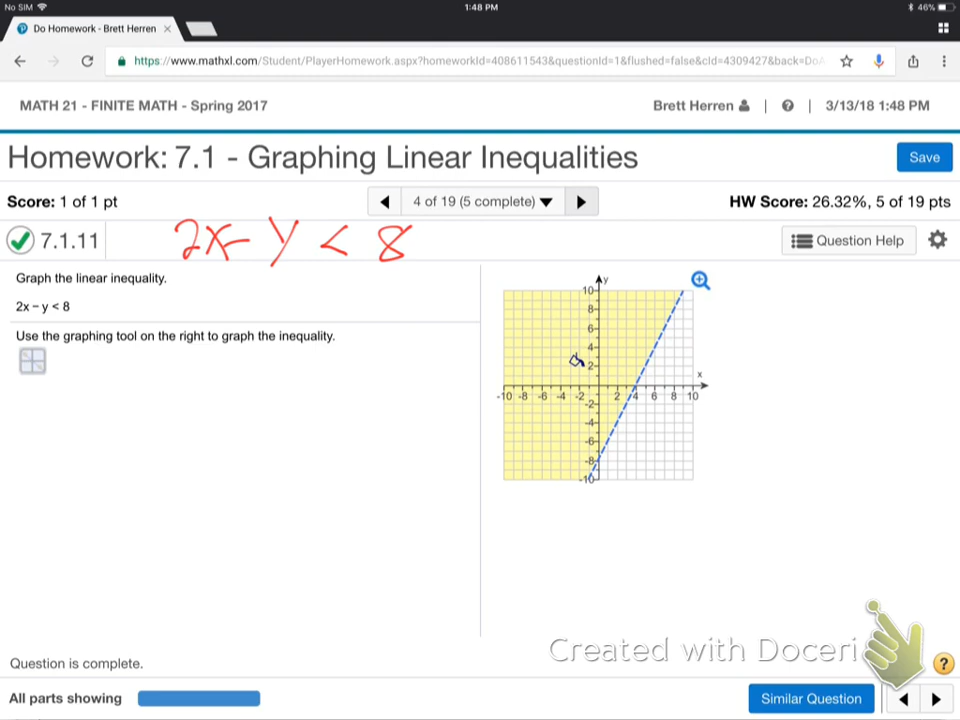 No SIM 1:48 PM 46%
Do Homework - Brett Herren ×
https://www.mathxl.com/Student/PlayerHomework.aspx?homeworkId=408611543&questionId=1&flushed=false&cId=4309427&back=DoA
MATH 21 - FINITE MATH - Spring 2017 Brett Herren | ? | 3/13/18 1:48 PM
Homework: 7.1 - Graphing Linear Inequalities Save
Score: 1 of 1 pt 4 of 19 (5 complete) HW Score: 26.32%, 5 of 19 pts
7.1.11 2x - y < 8 Question Help
Graph the linear inequality.
2x - y < 8
Use the graphing tool on the right to graph the inequality.
y
10
8
6
4
2
x
-10 -8 -6 -4 -2 2 4 6 8 10
-2
-4
-6
-8
-10
a
Created with Doceri
Question is complete. ?
All parts showing Similar Question